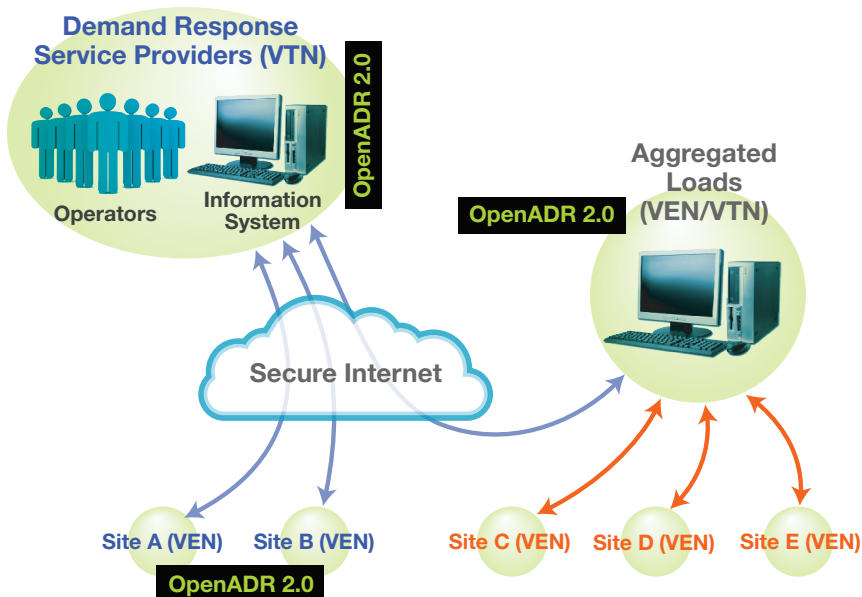 Demand Response
Service Providers (VTN)
OpenADR 2.0
Operators
Information
System
Aggregated
Loads
(VEN/VTN)
OpenADR 2.0
Secure Internet
Site A (VEN)
Site B (VEN)
OpenADR 2.0
Site C (VEN)
Site D (VEN)
Site E (VEN)